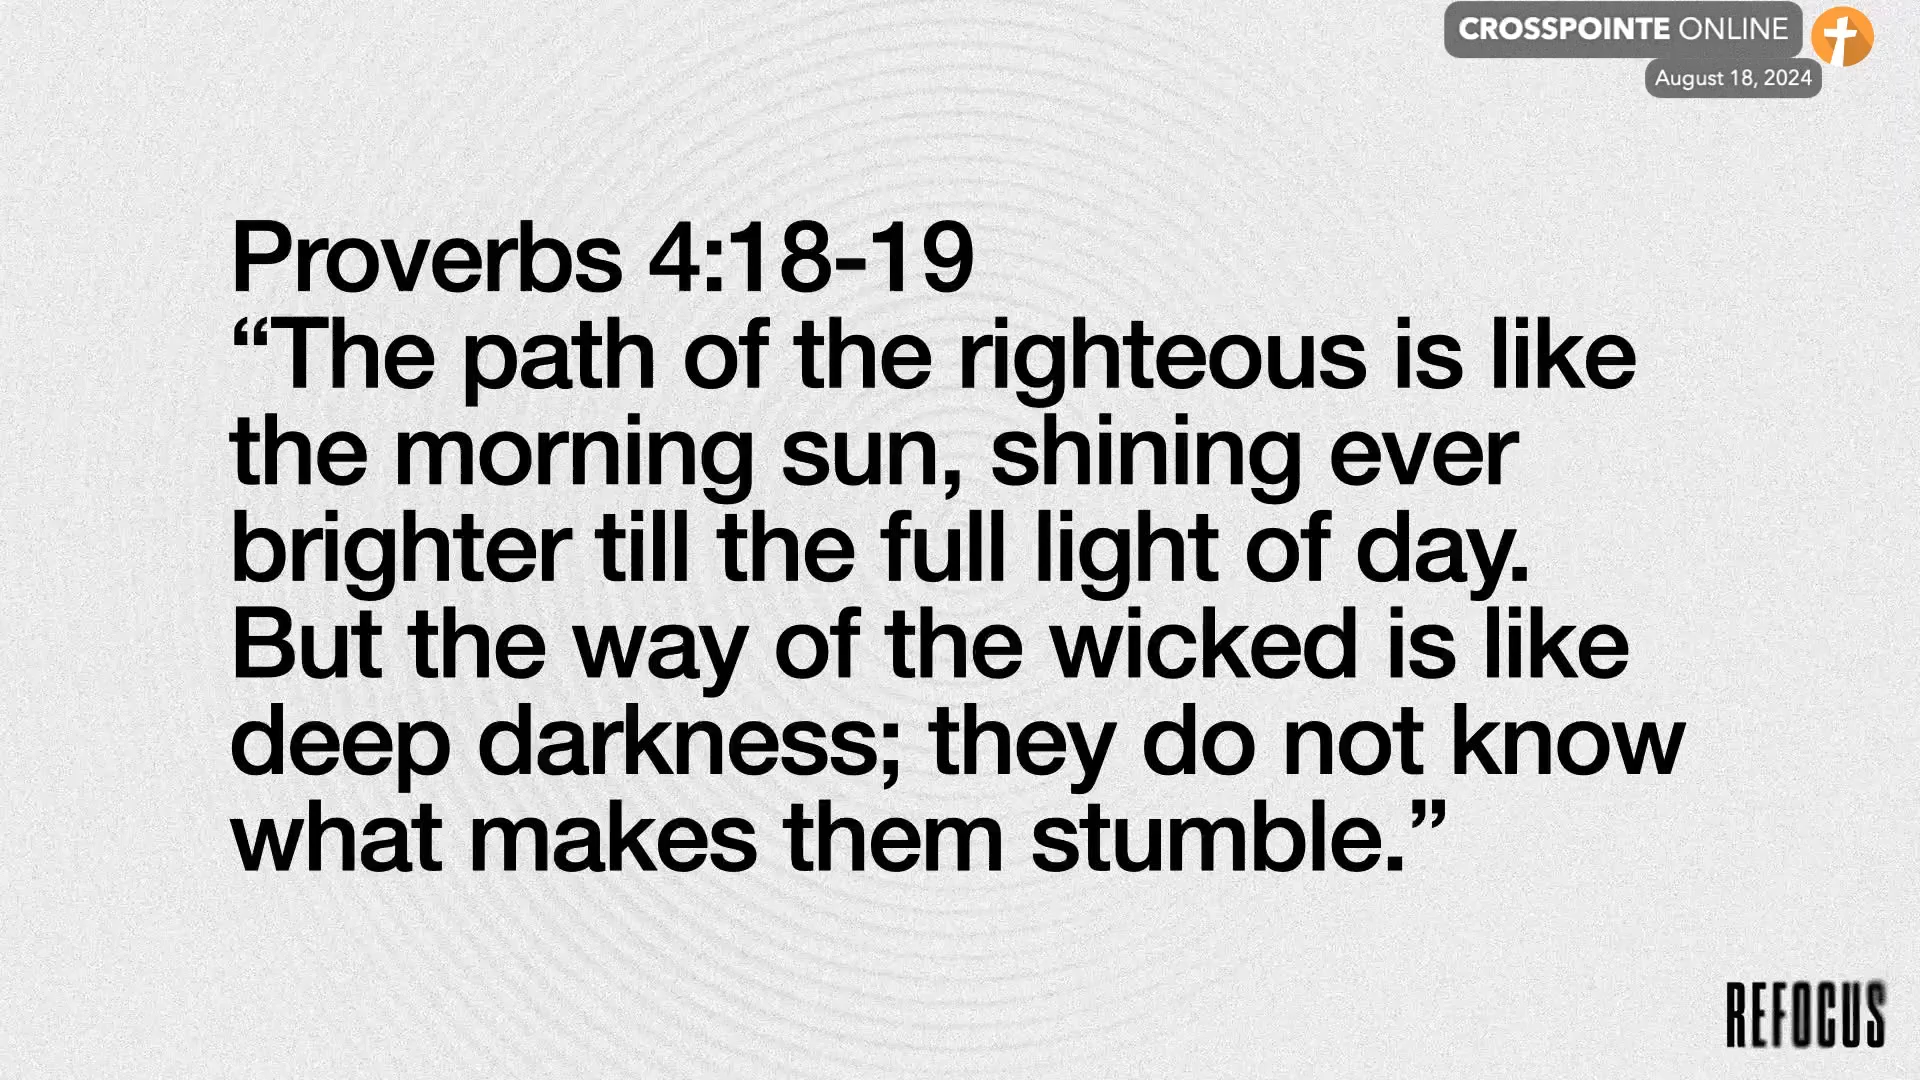 CROSSPOINTE ONLINE
August 18, 2024
Proverbs 4:18-19
“The path of the righteous is like
the morning sun, shining ever
brighter till the full light of day.
But the way of the wicked is like
deep darkness; they do not know
what makes them stumble.”
REFOCUS